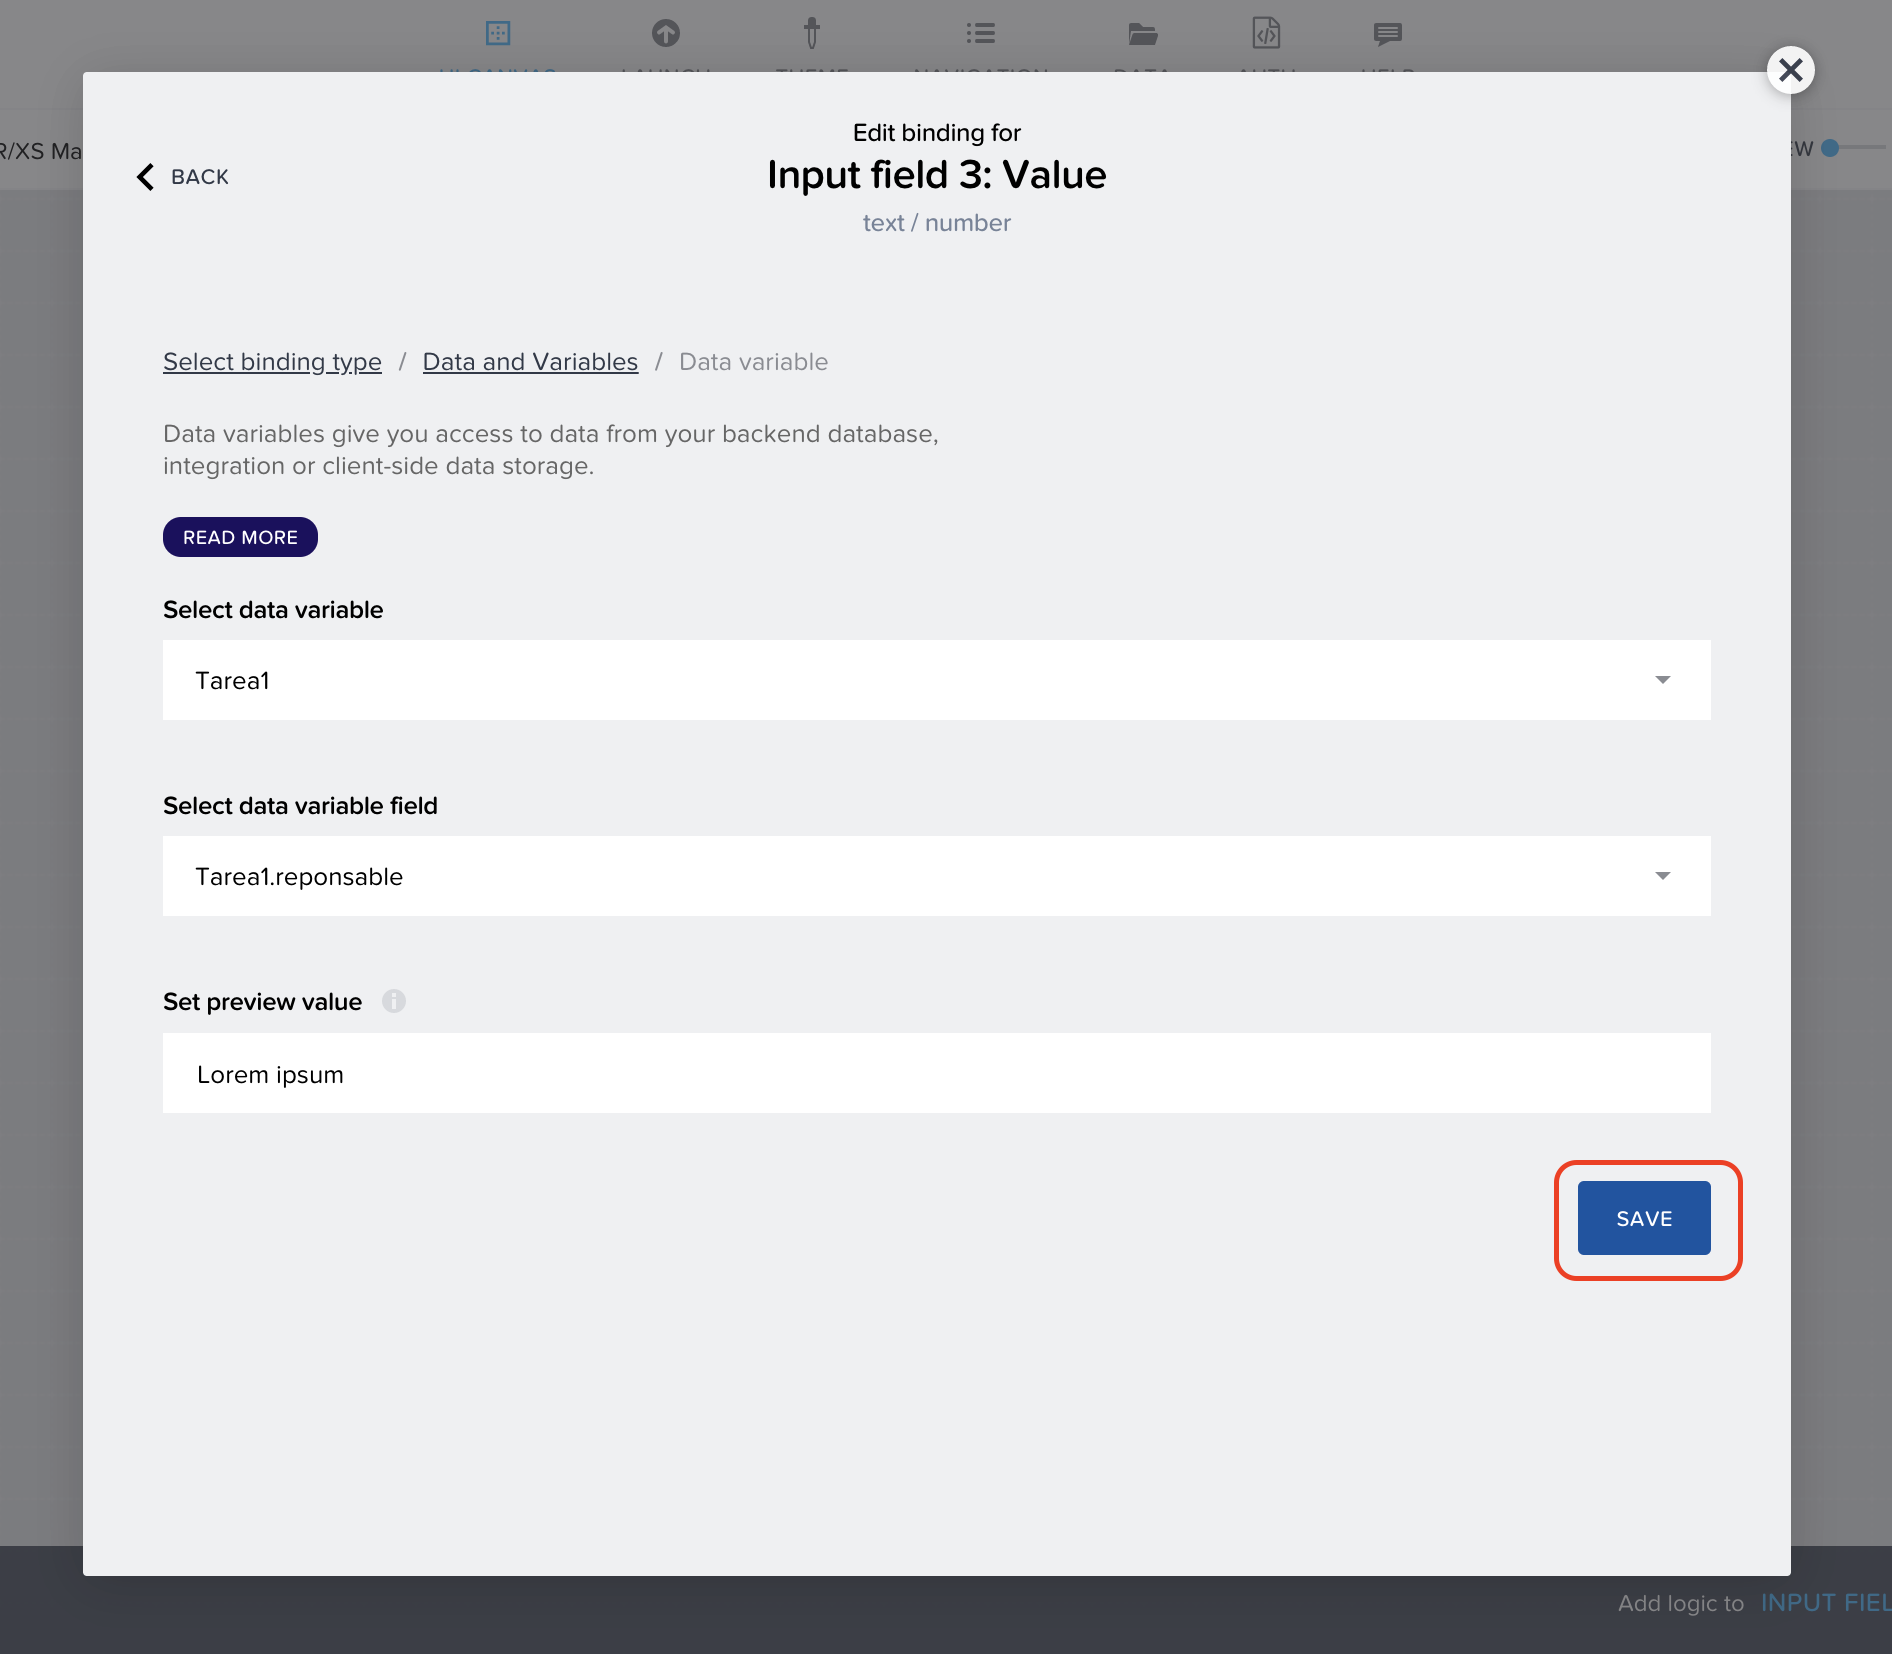 Edit binding for
Input field 3: Value
text / number
BACK
Select binding type / Data and Variables / Data variable
Data variables give you access to data from your backend database,
integration or client-side data storage.
READ MORE
Select data variable
Tarea1
Select data variable field
Tarea1.reponsable
Set preview value
Lorem ipsum
SAVE
Add logic to INPUT FIEL